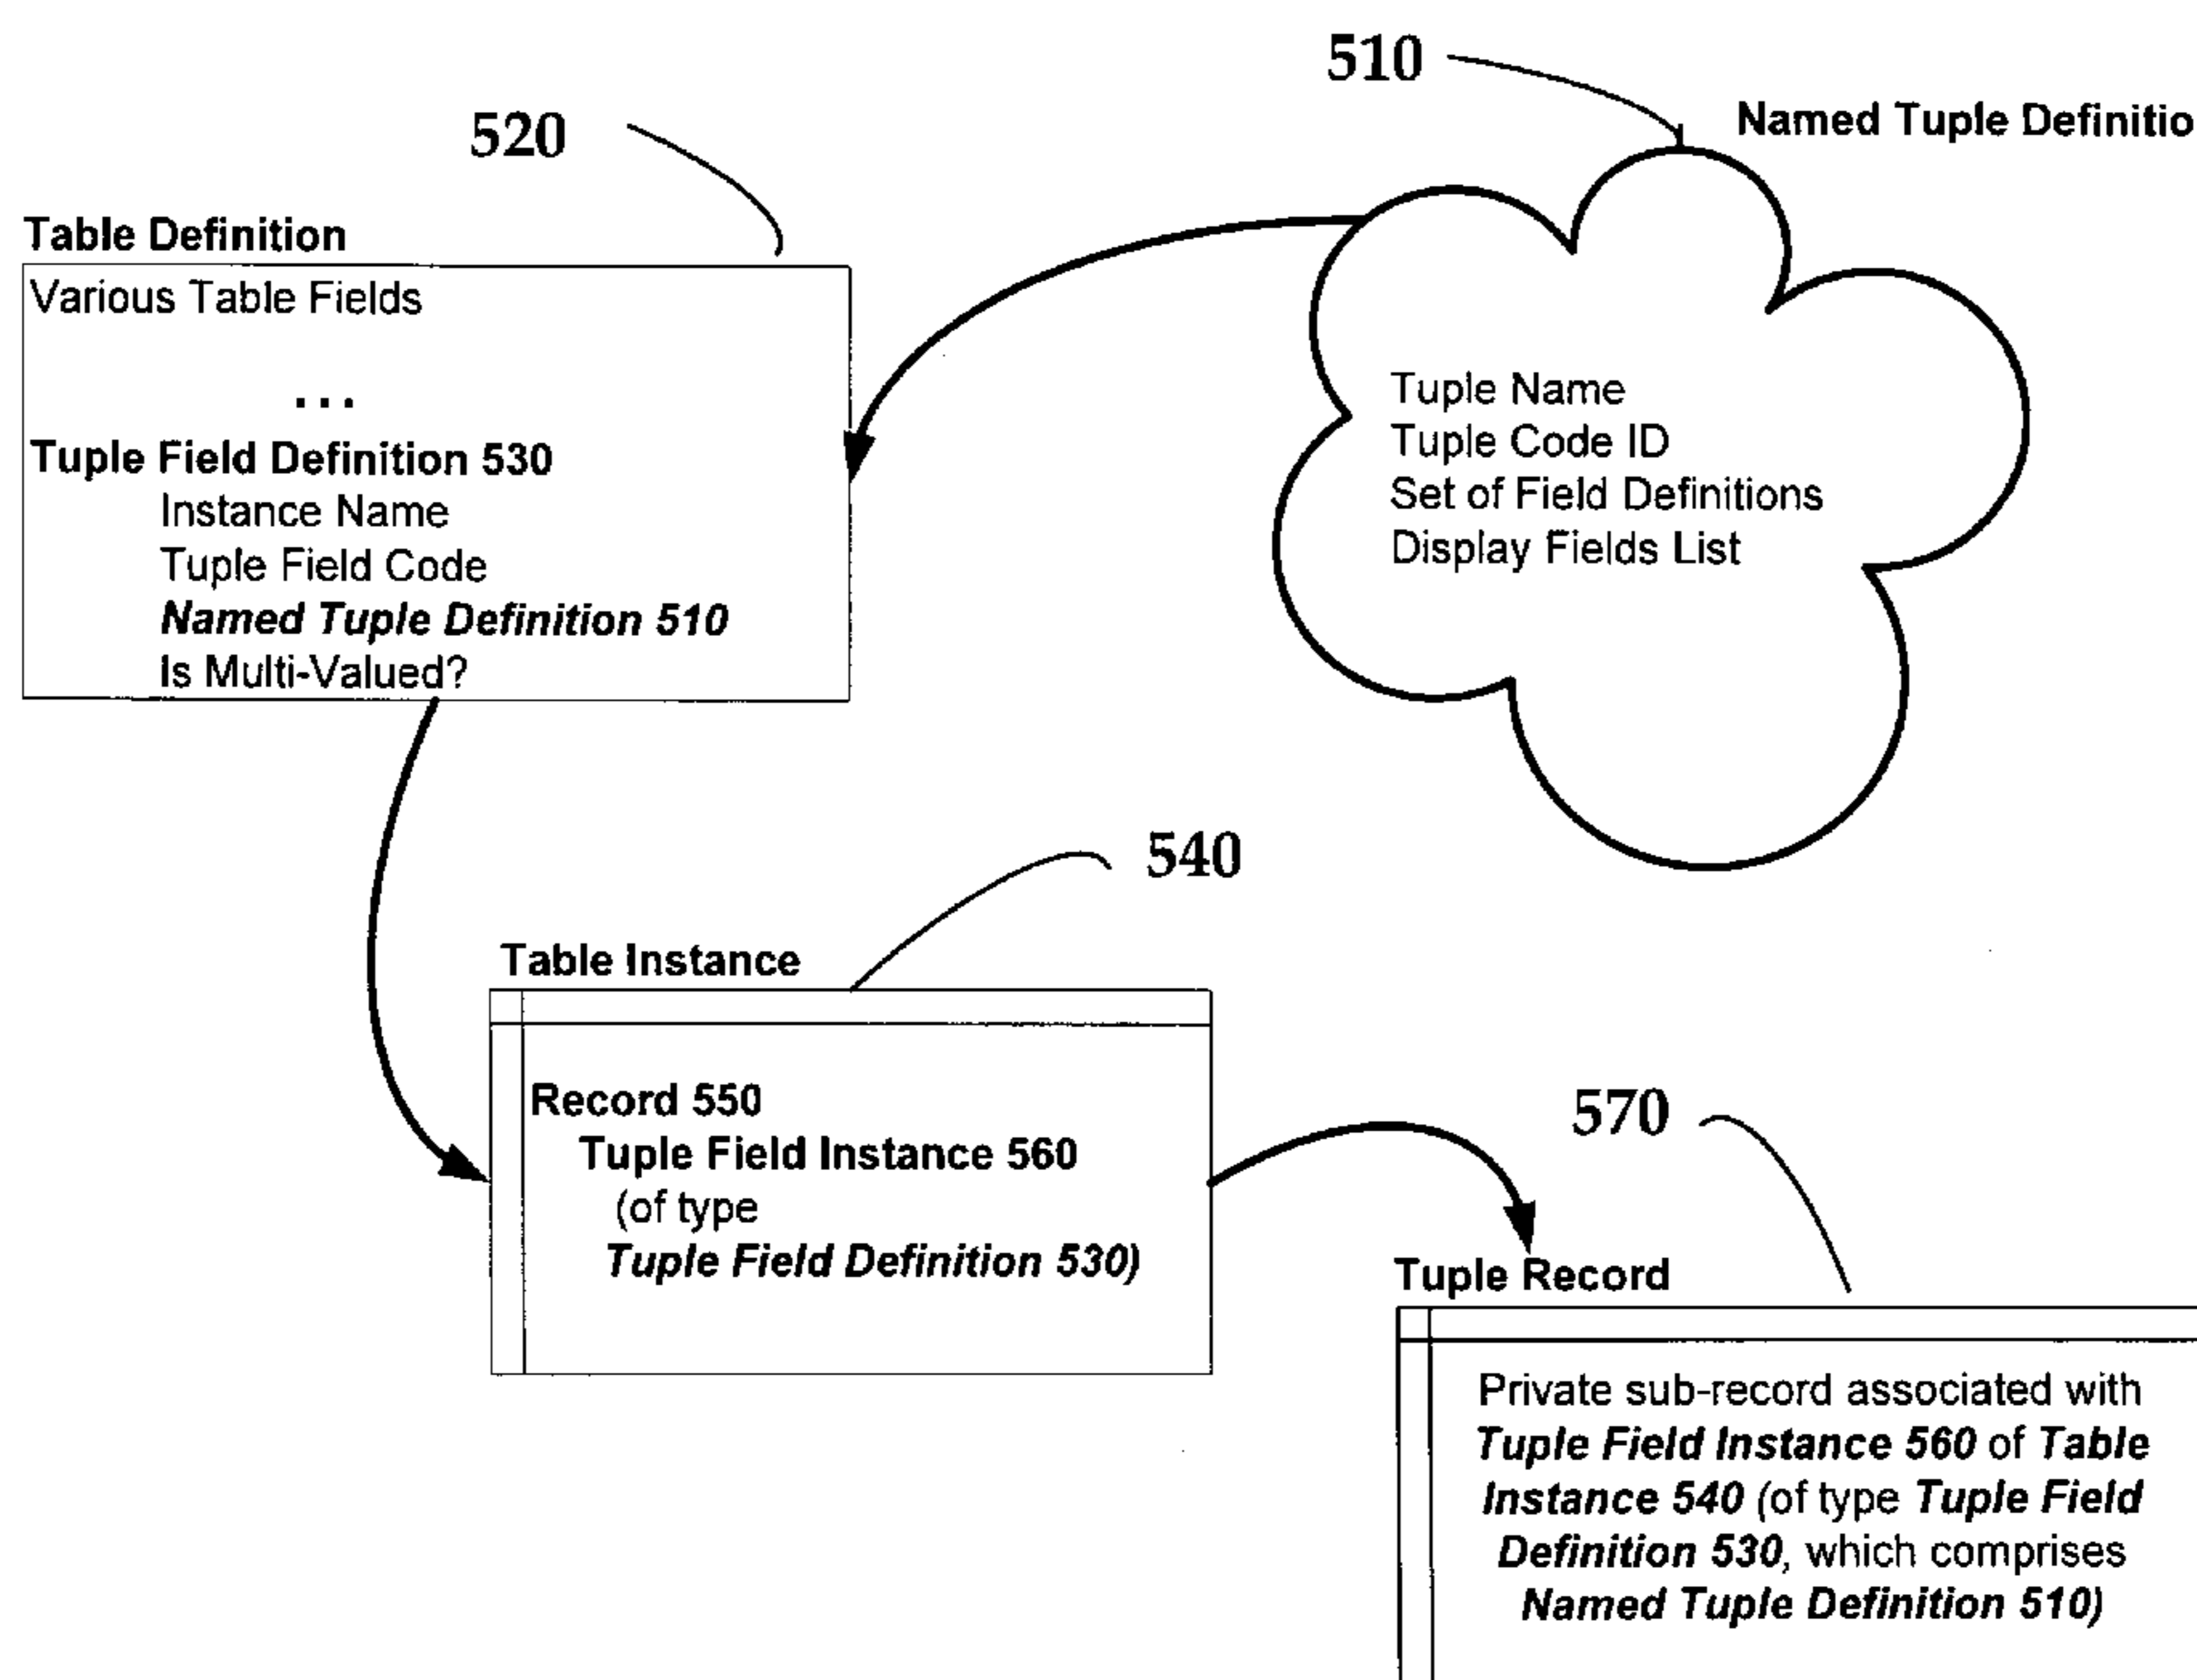 510
Named Tuple Definitio
520
Table Definition
Various Table Fields
...
Tuple Field Definition 530
Instance Name
Tuple Field Code
Named Tuple Definition 510
Is Multi-Valued?
Tuple Name
Tuple Code ID
Set of Field Definitions
Display Fields List
540
Table Instance
Record 550
Tuple Field Instance 560
(of type
Tuple Field Definition 530)
570
Tuple Record
Private sub-record associated with
Tuple Field Instance 560 of Table
Instance 540 (of type Tuple Field
Definition 530, which comprises
Named Tuple Definition 510)